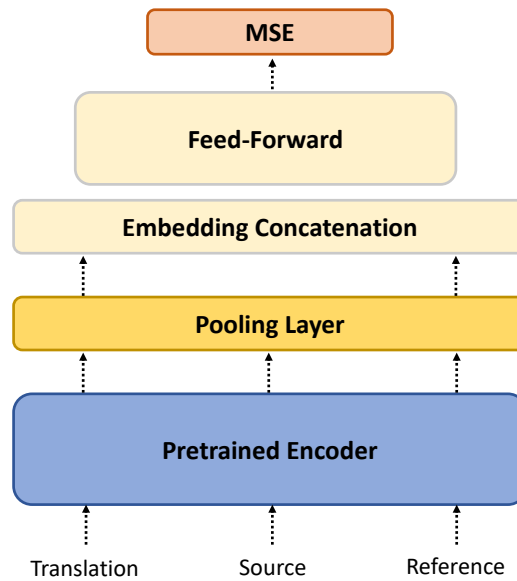 MSE
Feed-Forward
Embedding Concatenation
Pooling Layer
Pretrained Encoder
Translation Source Reference